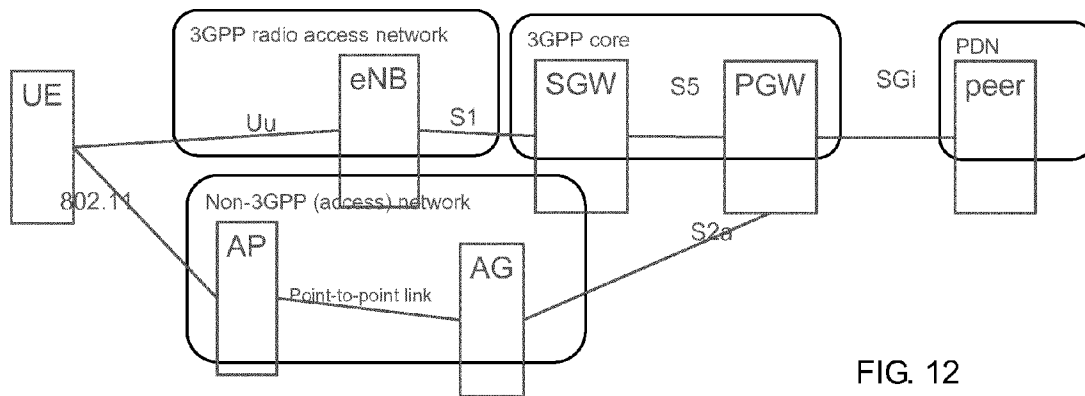 3GPP radio access network
3GPP core
PDN
UE
eNB
SGW
S5
PGW
SGi
peer
Uu
S1
802.11
Non-3GPP (access) network
S2a
AP
AG
Point-to-point link
FIG. 12